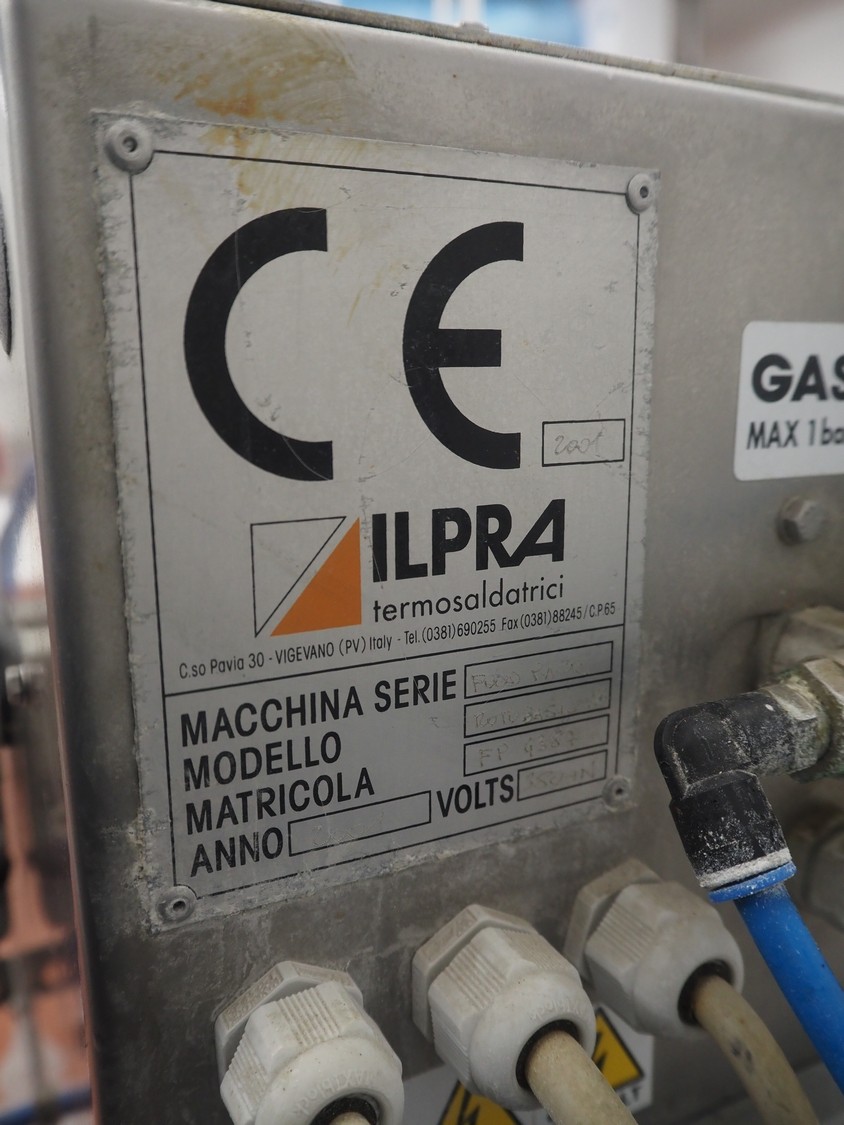 CE
2001
ILPRA
termosaldatrici
C.so Pavia 30 - VIGEVANO (PV) Italy - Tel. (0381) 690255 Fax (0381) 88245 / C.P. 65
MACCHINA SERIE
MODELLO
MATRICOLA
ANNO
VOLTS
GAS
MAX 1 ba